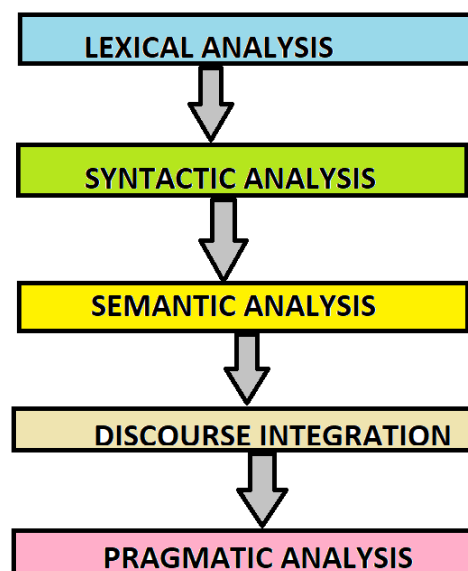 LEXICAL ANALYSIS
SYNTACTIC ANALYSIS
SEMANTIC ANALYSIS
DISCOURSE INTEGRATION
PRAGMATIC ANALYSIS